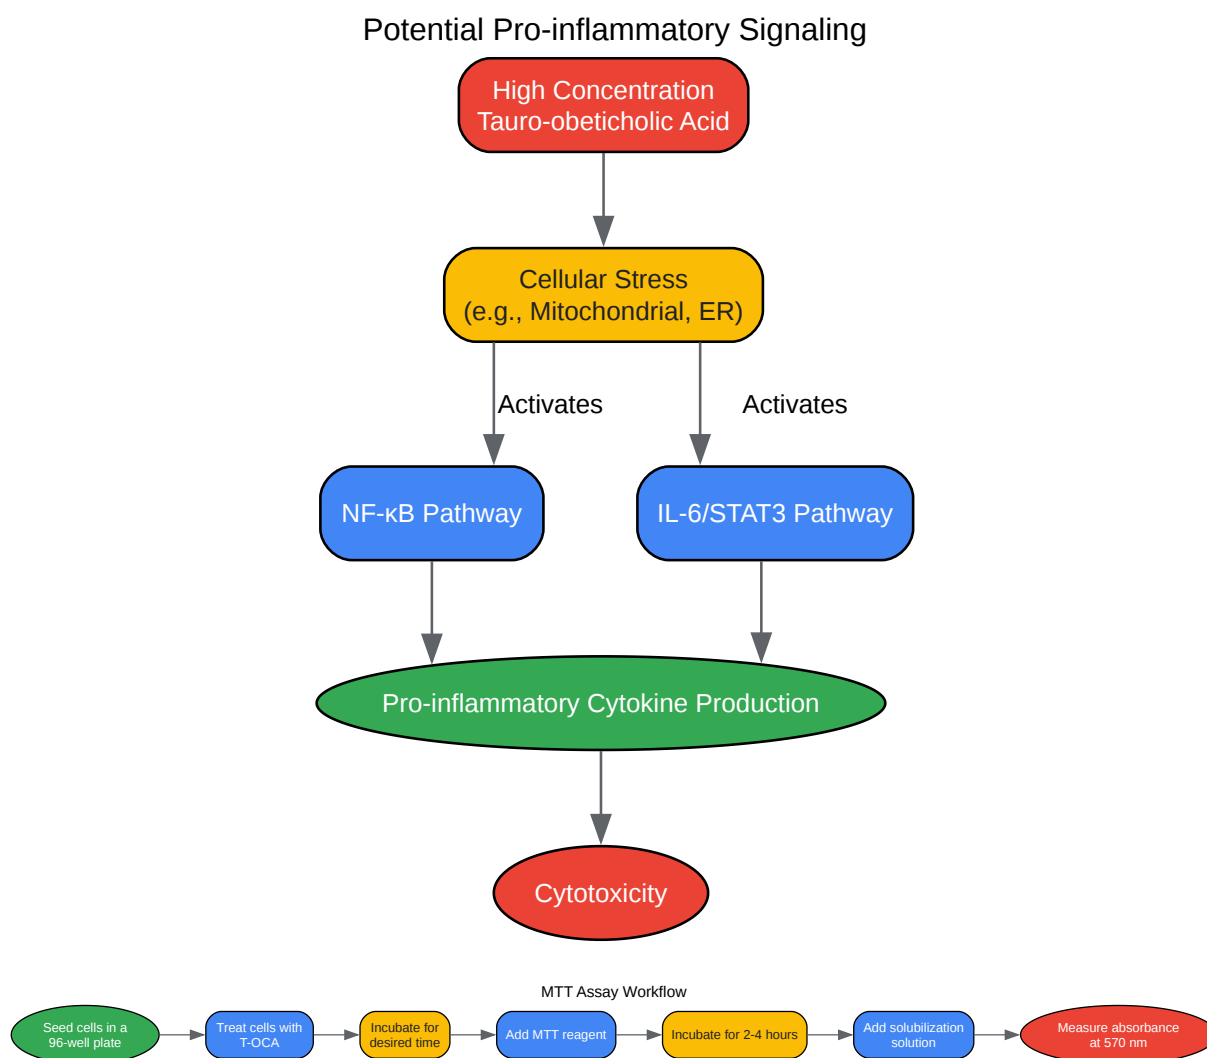 Potential Pro-inflammatory Signaling
High Concentration
Tauro-obeticholic Acid
Cellular Stress
(e.g., Mitochondrial, ER)
Activates
Activates
NF-κB Pathway
IL-6/STAT3 Pathway
Pro-inflammatory Cytokine Production
Cytotoxicity
MTT Assay Workflow
Seed cells in a
96-well plate
Treat cells with
T-OCA
Incubate for
desired time
Add MTT reagent
Incubate for 2-4 hours
Add solubilization
solution
Measure absorbance
at 570 nm